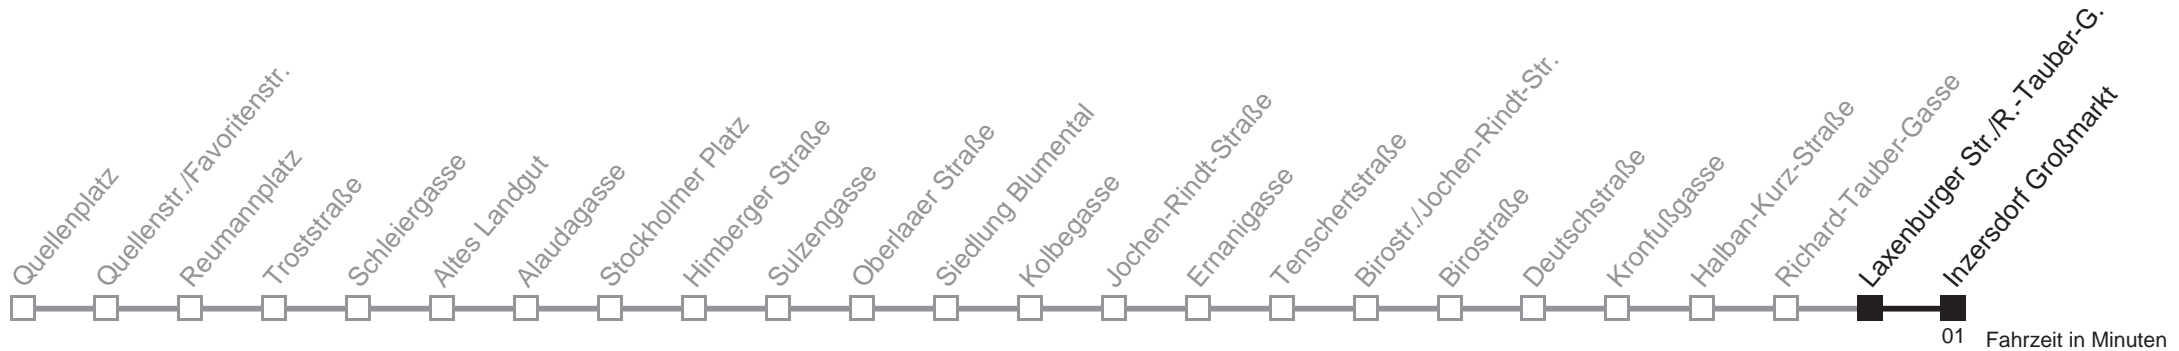 Quellenplatz
Quellenstr./Favoritenstr.
Reumannplatz
Troststraße
Schleiergasse
Altes Landgut
Alaudagasse
Stockholmer Platz
Himberger Straße
Sulzengasse
Oberlaaer Straße
Siedlung Blumental
Kolbegasse
Jochen-Rindt-Straße
Ernanigasse
Tenschertstraße
Birostr./Jochen-Rindt-Str.
Birostraße
Deutschstraße
Kronfußgasse
Halban-Kurz-Straße
Richard-Tauber-Gasse
Laxenburger Str./R.-Tauber-G.
Inzersdorf Großmarkt
01 Fahrzeit in Minuten